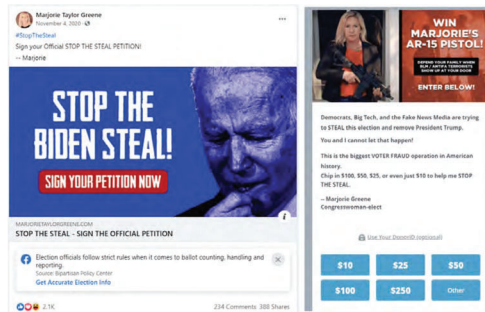 Marjorie Taylor Greene
November 4, 2020
#StopTheSteal
Sign your Official STOP THE STEAL PETITION!
-- Marjorie
STOP THE
BIDEN STEAL!
SIGN YOUR PETITION NOW
MARJORIETAYLORGREENE.COM
STOP THE STEAL - SIGN THE OFFICIAL PETITION
Election officials follow strict rules when it comes to ballot counting, handling and
reporting.
Source: Bipartisan Policy Center
Get Accurate Election Info
2.1K
234 Comments 388 Shares
WIN
MARJORIE'S
AR-15 PISTOL!
DEFEND YOUR FAMILY WHEN
BLM / ANTIFA TERRORISTS
SHOW UP AT YOUR DOOR
ENTER BELOW!
Democrats, Big Tech, and the Fake News Media are trying
to STEAL this election and remove President Trump.
You and I cannot let that happen!
This is the biggest VOTER FRAUD operation in American
history.
Chip in $100, $50, $25, or even just $10 to help me STOP
THE STEAL.
-- Marjorie Greene
Congresswoman-elect
Use Your DonorID (optional)
$10
$25
$50
$100
$250
Other